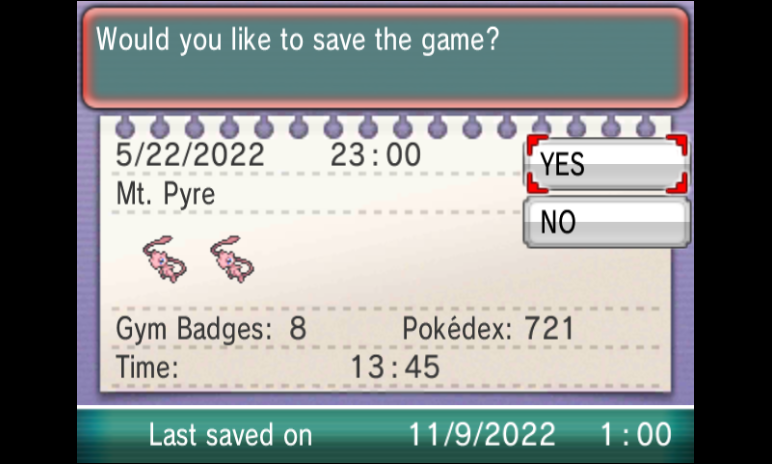 Would you like to save the game?
5/22/2022 23:00
YES
Mt. Pyre
NO
Gym Badges: 8 Pokédex: 721
Time: 13:45
Last saved on 11/9/2022 1:00